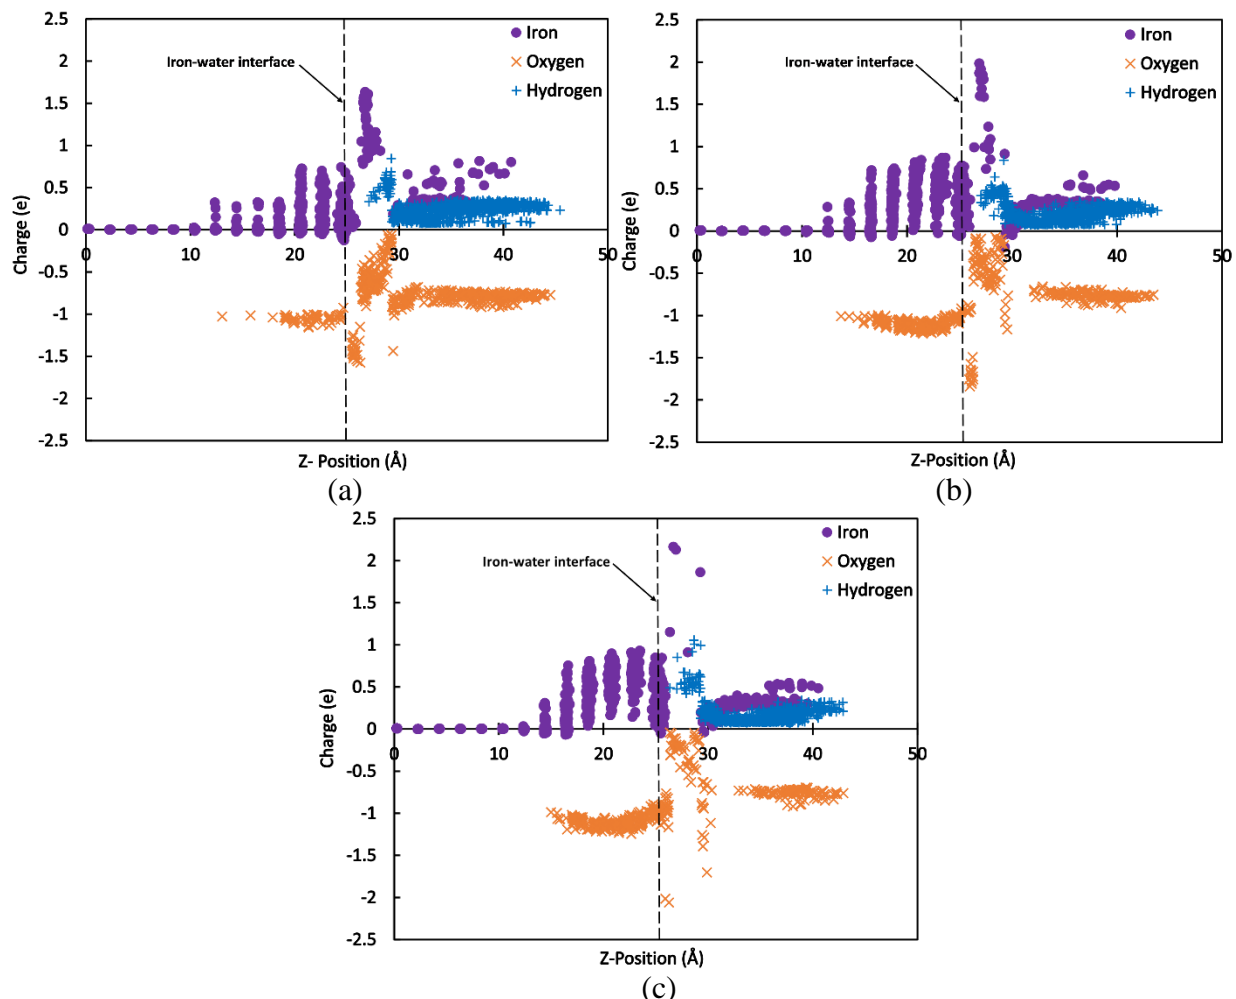 2.5
2
1.5
1
0.5
0
-0.5
-1
-1.5
-2
-2.5
Charge (e)
0
10
20
30
40
50
Z- Position (Å)
Iron-water interface
Iron
Oxygen
Hydrogen
(a)
2.5
2
1.5
1
0.5
0
-0.5
-1
-1.5
-2
-2.5
Charge (e)
0
10
20
30
40
50
Z-Position (Å)
Iron-water interface
Iron
Oxygen
Hydrogen
(b)
2.5
2
1.5
1
0.5
0
-0.5
-1
-1.5
-2
-2.5
Charge (e)
0
10
20
30
40
50
Z-Position (Å)
Iron-water interface
Iron
Oxygen
Hydrogen
(c)